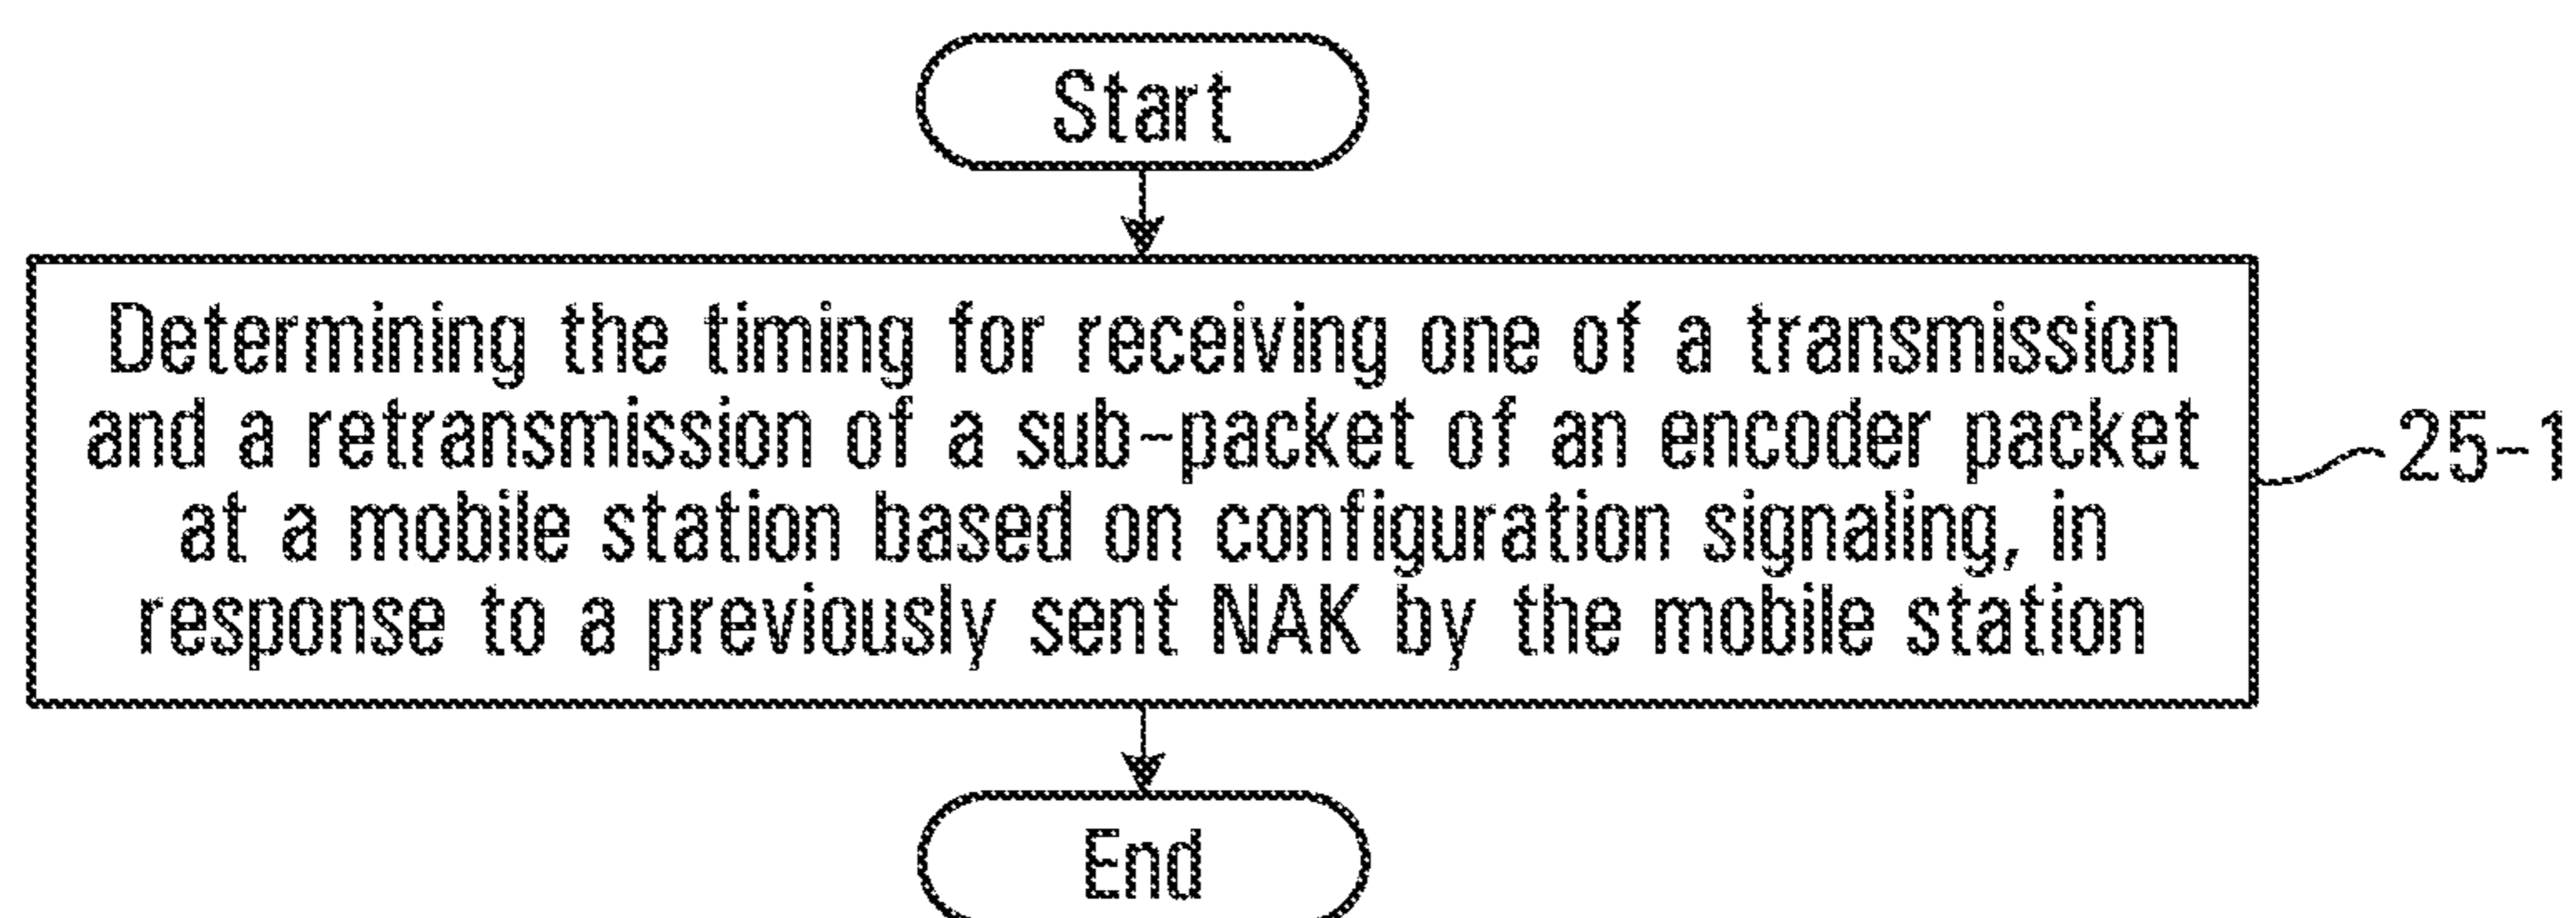 Start
Determining the timing for receiving one of a transmission
and a retransmission of a sub-packet of an encoder packet
at a mobile station based on configuration signaling, in
response to a previously sent NAK by the mobile station
25-1
End